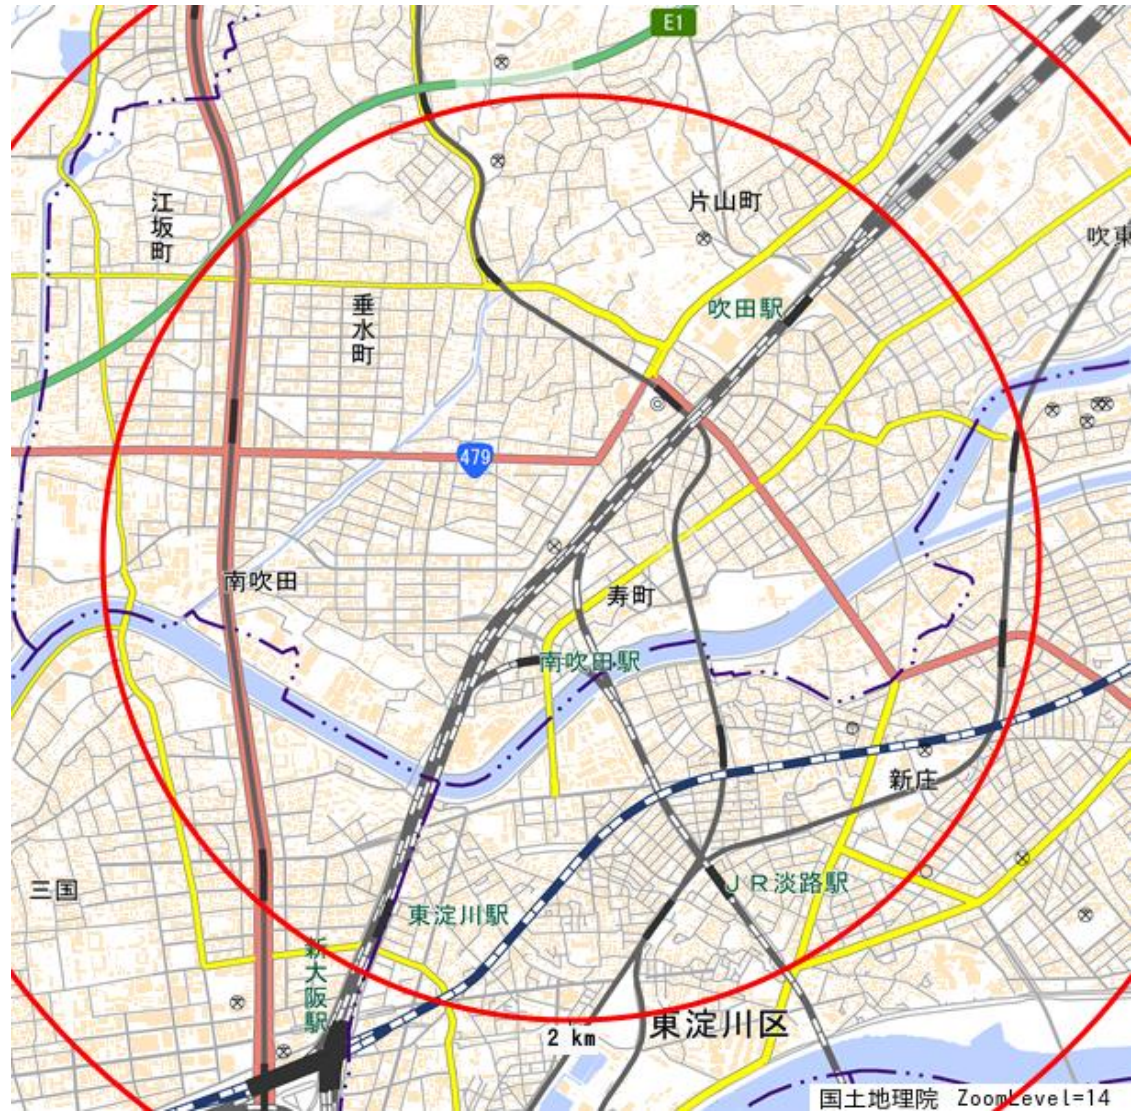 E1
片山町
江坂町
吹東
吹田駅
垂水町
479
南吹田
寿町
南吹田駅
新庄
三国
JR淡路駅
東淀川駅
新大阪駅
東淀川区
2 km
国土地理院 ZoomLevel=14